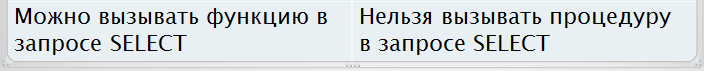 Можно вызывать функцию в
запросе SELECT
Нельзя вызывать процедуру
в запросе SELECT